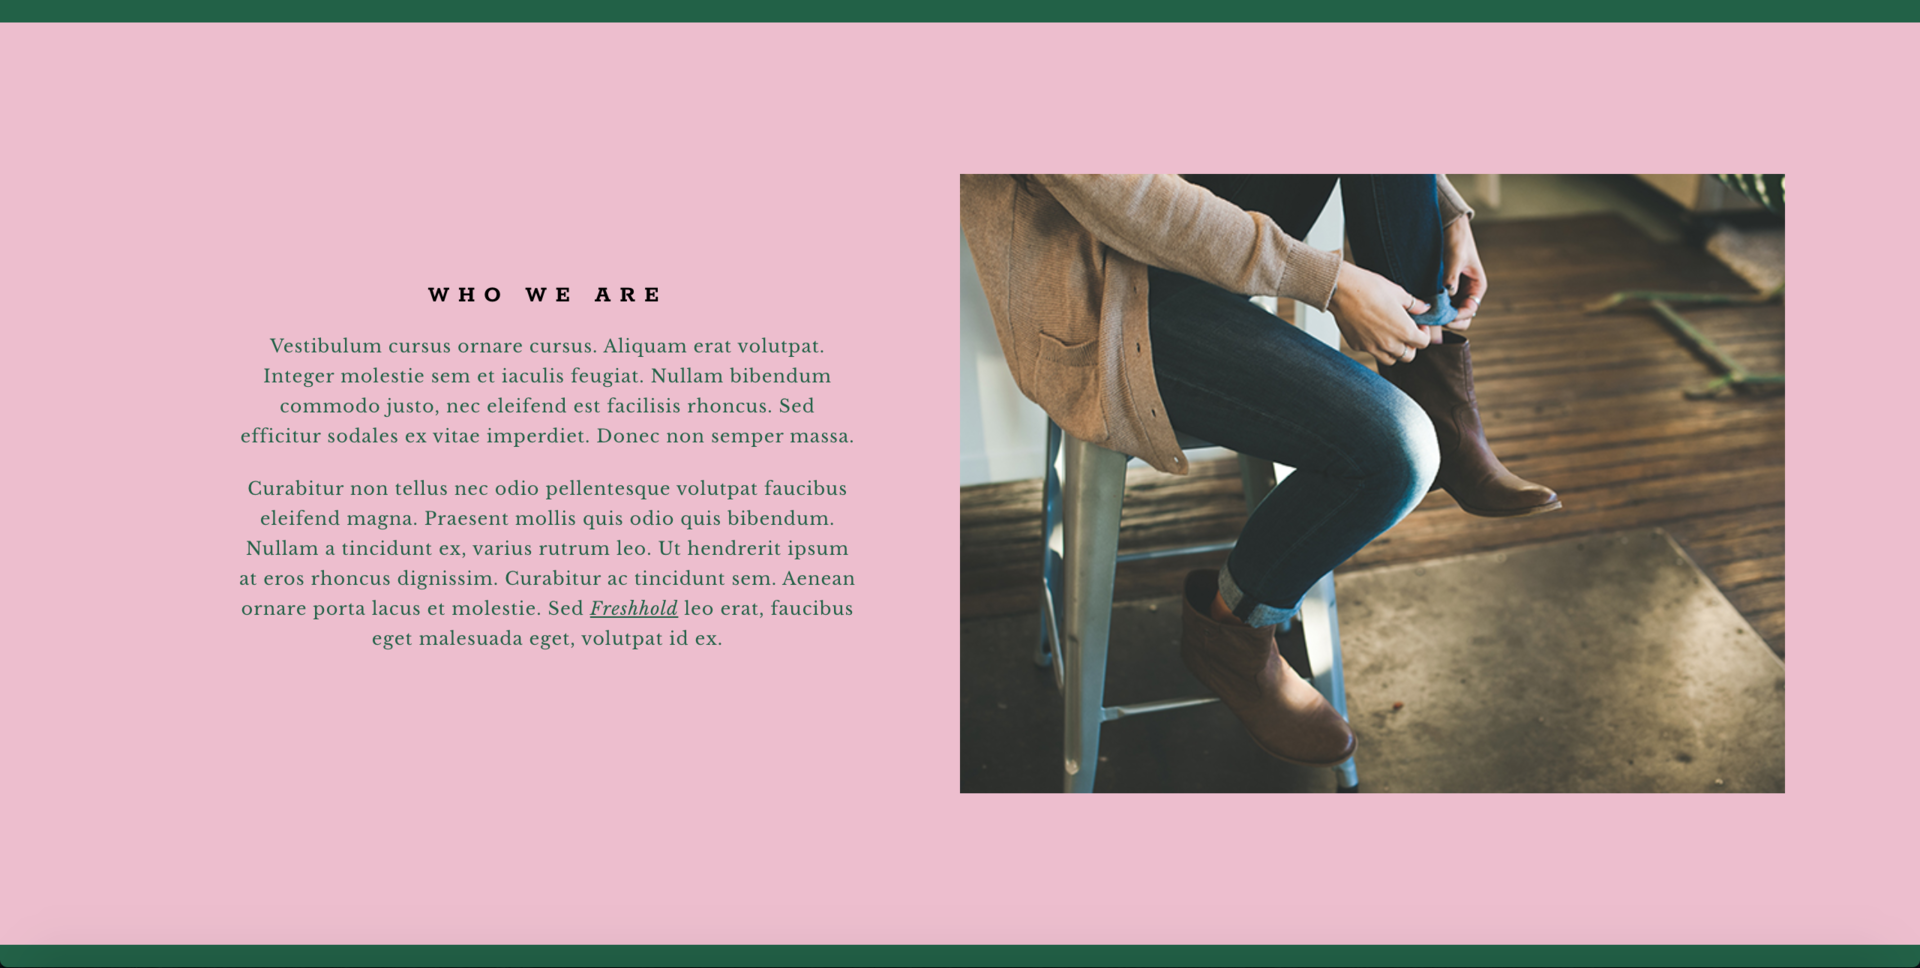 WHO WE ARE
Vestibulum cursus ornare cursus. Aliquam erat volutpat.
Integer molestie sem et iaculis feugiat. Nullam bibendum
commodo justo, nec eleifend est facilisis rhoncus. Sed
efficitur sodales ex vitae imperdiet. Donec non semper massa.
Curabitur non tellus nec odio pellentesque volutpat faucibus
eleifend magna. Praesent mollis quis odio quis bibendum.
Nullam a tincidunt ex, varius rutrum leo. Ut hendrerit ipsum
at eros rhoncus dignissim. Curabitur ac tincidunt sem. Aenean
ornare porta lacus et molestie. Sed Freshhold leo erat, faucibus
eget malesuada eget, volutpat id ex.